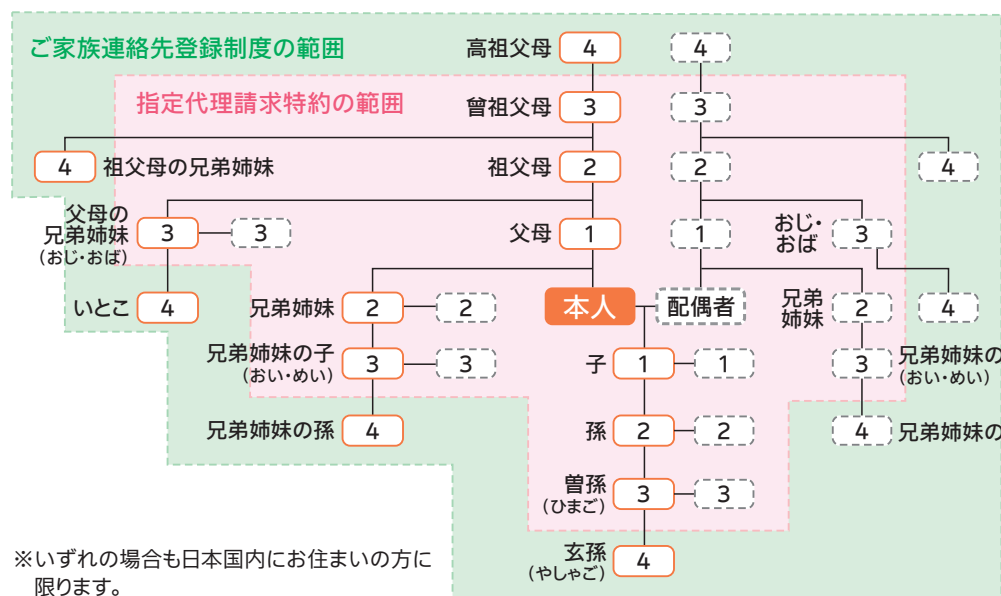 ご家族連絡先登録制度の範囲
高祖父母 4 4
指定代理請求特約の範囲
曾祖父母 3 3
4 祖父母の兄弟姉妹
祖父母 2 2 4
父母の
兄弟姉妹
(おじ・おば)
3 3
父母 1 1
おじ・
おば
3
いとこ 4
兄弟姉妹 2 2
本人 配偶者
兄弟
姉妹
2 4
兄弟姉妹の子
(おい・めい)
3 3
子 1 1
3 兄弟姉妹の
(おい・めい)
兄弟姉妹の孫 4
孫 2 2
4 兄弟姉妹の
曽孫
(ひまご)
3 3
玄孫
(やしゃご)
4
※いずれの場合も日本国内にお住まいの方に
限ります。